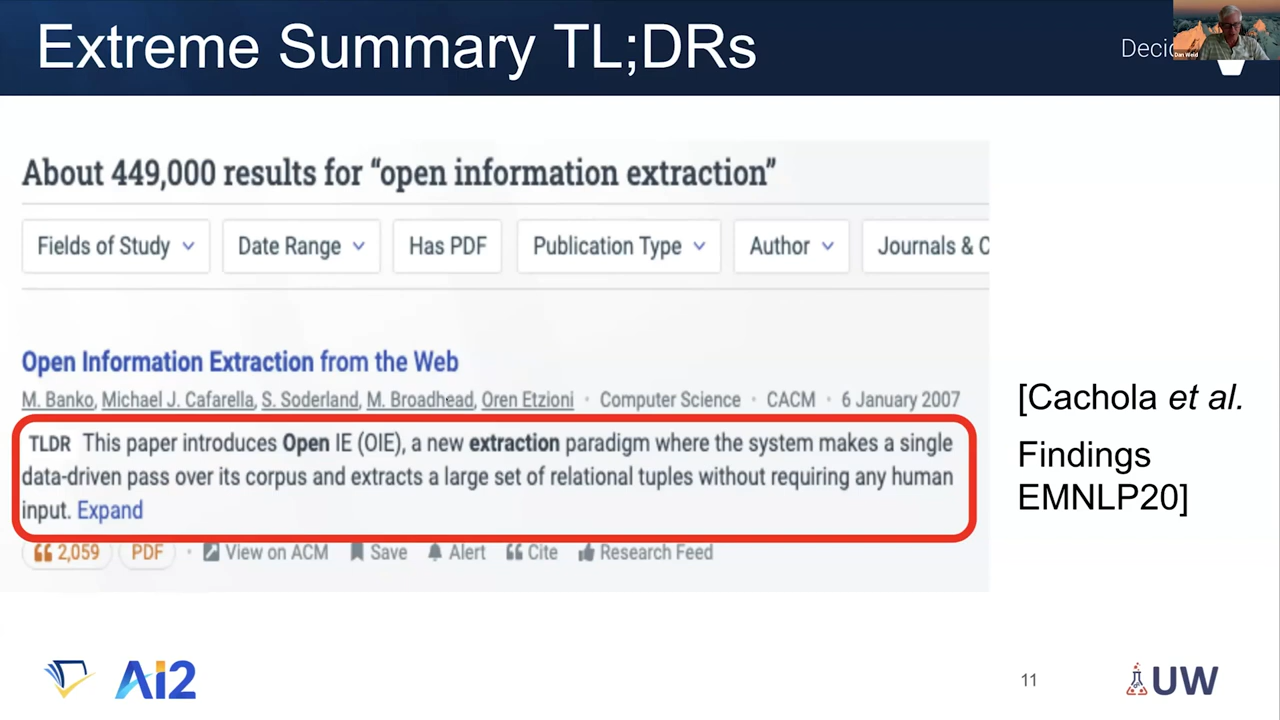 Extreme Summary TL;DRs
Decid
Dan Weld
About 449,000 results for “open information extraction”
Fields of Study
Date Range
Has PDF
Publication Type
Author
Journals & C
Open Information Extraction from the Web
M. Banko, Michael J. Cafarella, S. Soderland, M. Broadhead, Oren Etzioni · Computer Science · CACM · 6 January 2007
TLDR This paper introduces Open IE (OIE), a new extraction paradigm where the system makes a single
data-driven pass over its corpus and extracts a large set of relational tuples without requiring any human
input. Expand
2,059 PDF · View on ACM Save Alert Cite Research Feed
[Cachola et al.
Findings
EMNLP20]
Ai2
11
UW